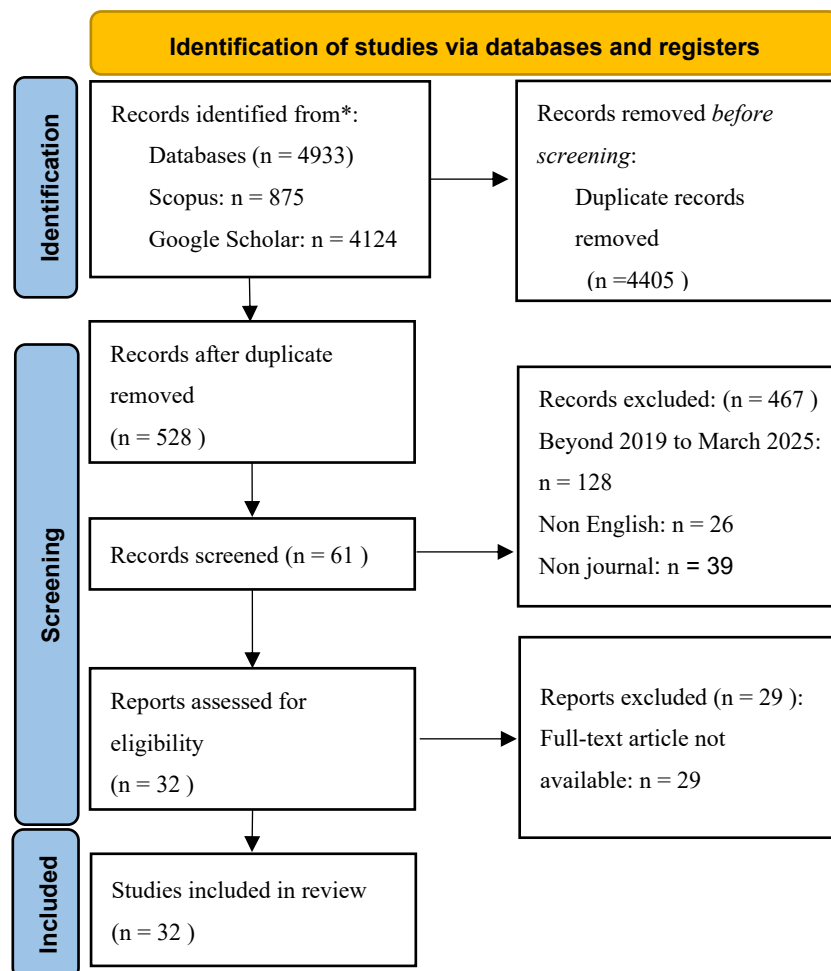 Identification of studies via databases and registers
Identification
Records identified from*:
Databases (n = 4933)
Scopus: n = 875
Google Scholar: n = 4124
Records removed before
screening:
Duplicate records
removed
(n =4405 )
Screening
Records after duplicate
removed
(n = 528 )
Records excluded: (n = 467 )
Beyond 2019 to March 2025:
n = 128
Non English: n = 26
Non journal: n = 39
Records screened (n = 61 )
Reports assessed for
eligibility
(n = 32 )
Reports excluded (n = 29 ):
Full-text article not
available: n = 29
Included
Studies included in review
(n = 32 )